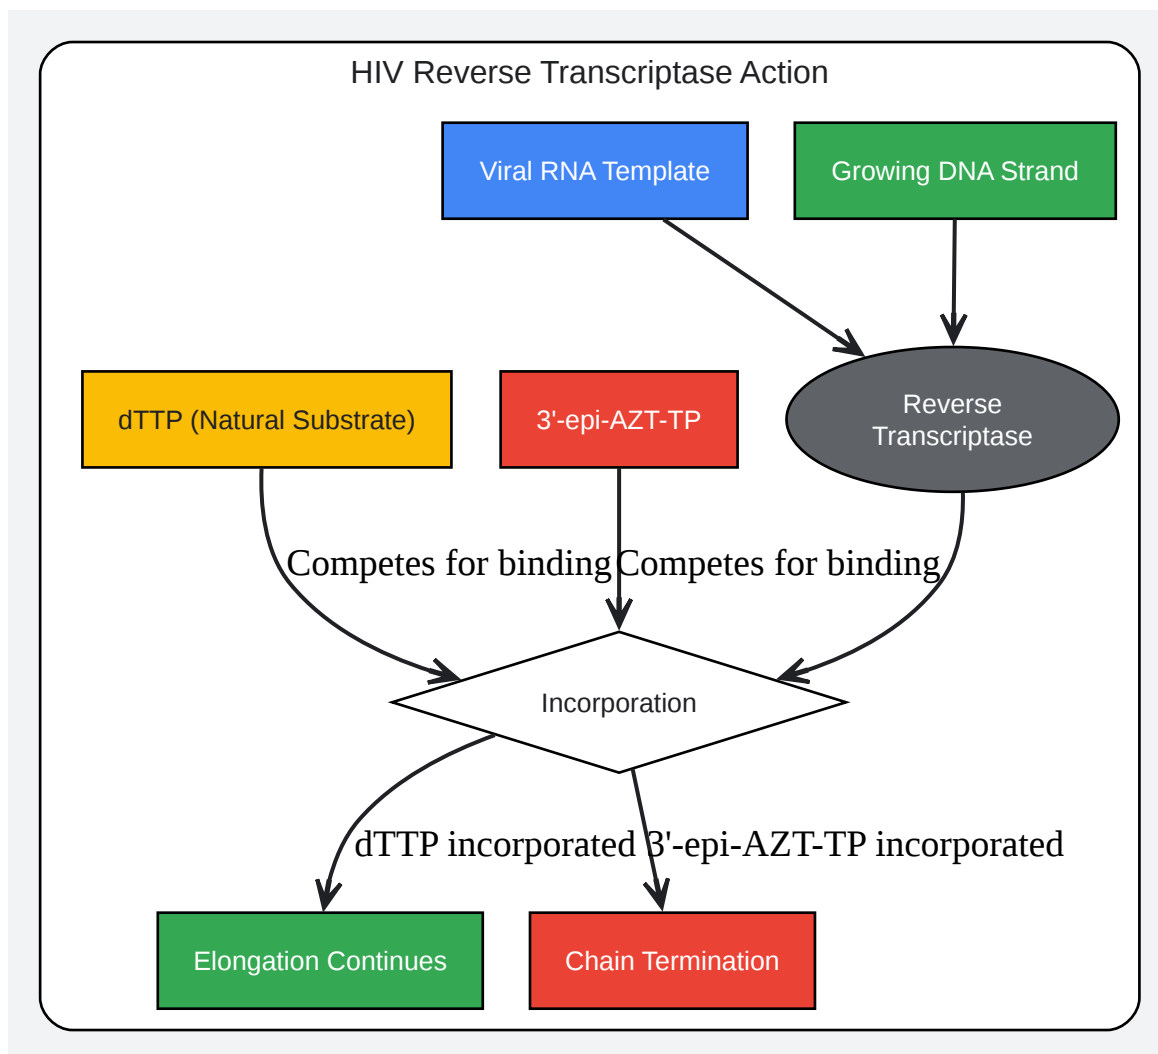 HIV Reverse Transcriptase Action
Viral RNA Template
Growing DNA Strand
dTTP (Natural Substrate)
3'-epi-AZT-TP
Reverse
Transcriptase
Competes for binding
Competes for binding
Incorporation
dTTP incorporated
3'-epi-AZT-TP incorporated
Elongation Continues
Chain Termination